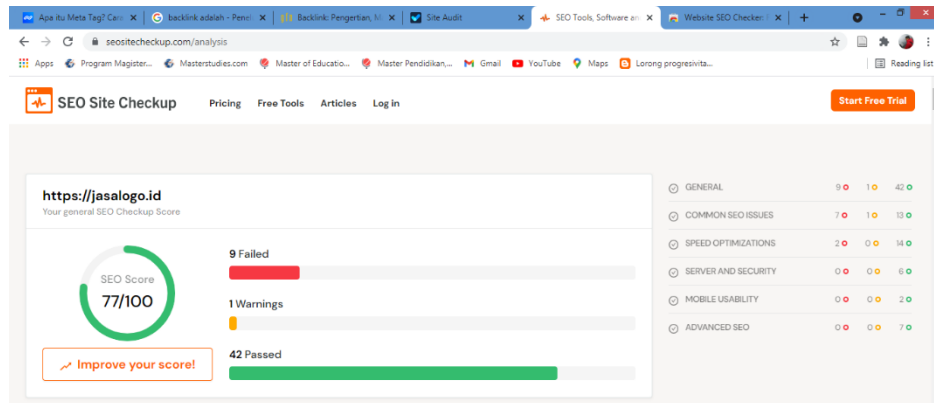 Apa itu Meta Tag? Cara
backlink adalah - Penel
Backlink: Pengertian, M
Site Audit
SEO Tools, Software an
Website SEO Checker:
seositecheckup.com/analysis
Apps
Program Magister...
Masterstudies.com
Master of Educatio...
Master Pendidikan,...
Gmail
YouTube
Maps
Lorong progresivita...
Reading list
SEO Site Checkup
Pricing
Free Tools
Articles
Log in
Start Free Trial
https://jasalogo.id
Your general SEO Checkup Score
SEO Score
77/100
Improve your score!
9 Failed
1 Warnings
42 Passed
GENERAL 9 1 42
COMMON SEO ISSUES 7 1 13
SPEED OPTIMIZATIONS 2 0 14
SERVER AND SECURITY 0 0 6
MOBILE USABILITY 0 0 2
ADVANCED SEO 0 0 7